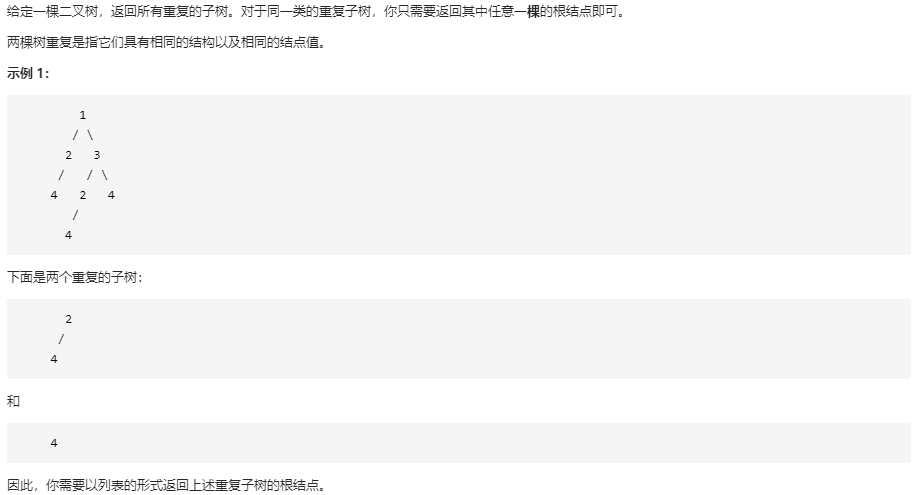 给定一棵二叉树，返回所有重复的子树。对于同一类的重复子树，你只需要返回其中任意一棵的根结点即可。
两棵树重复是指它们具有相同的结构以及相同的结点值。
示例 1：
        1
       / \
      2   3
     /   / \
    4   2   4
       /
      4
下面是两个重复的子树：
      2
     /
    4
和
    4
因此，你需要以列表的形式返回上述重复子树的根结点。